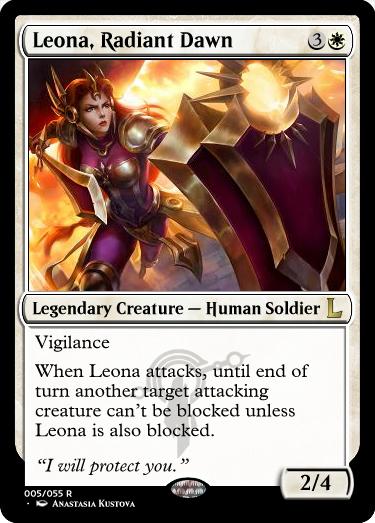 Leona, Radiant Dawn 3
Legendary Creature — Human Soldier L
Vigilance
When Leona attacks, until end of
turn another target attacking
creature can't be blocked unless
Leona is also blocked.
“I will protect you.”
2/4
005/055 R
· Anastasia Kustova